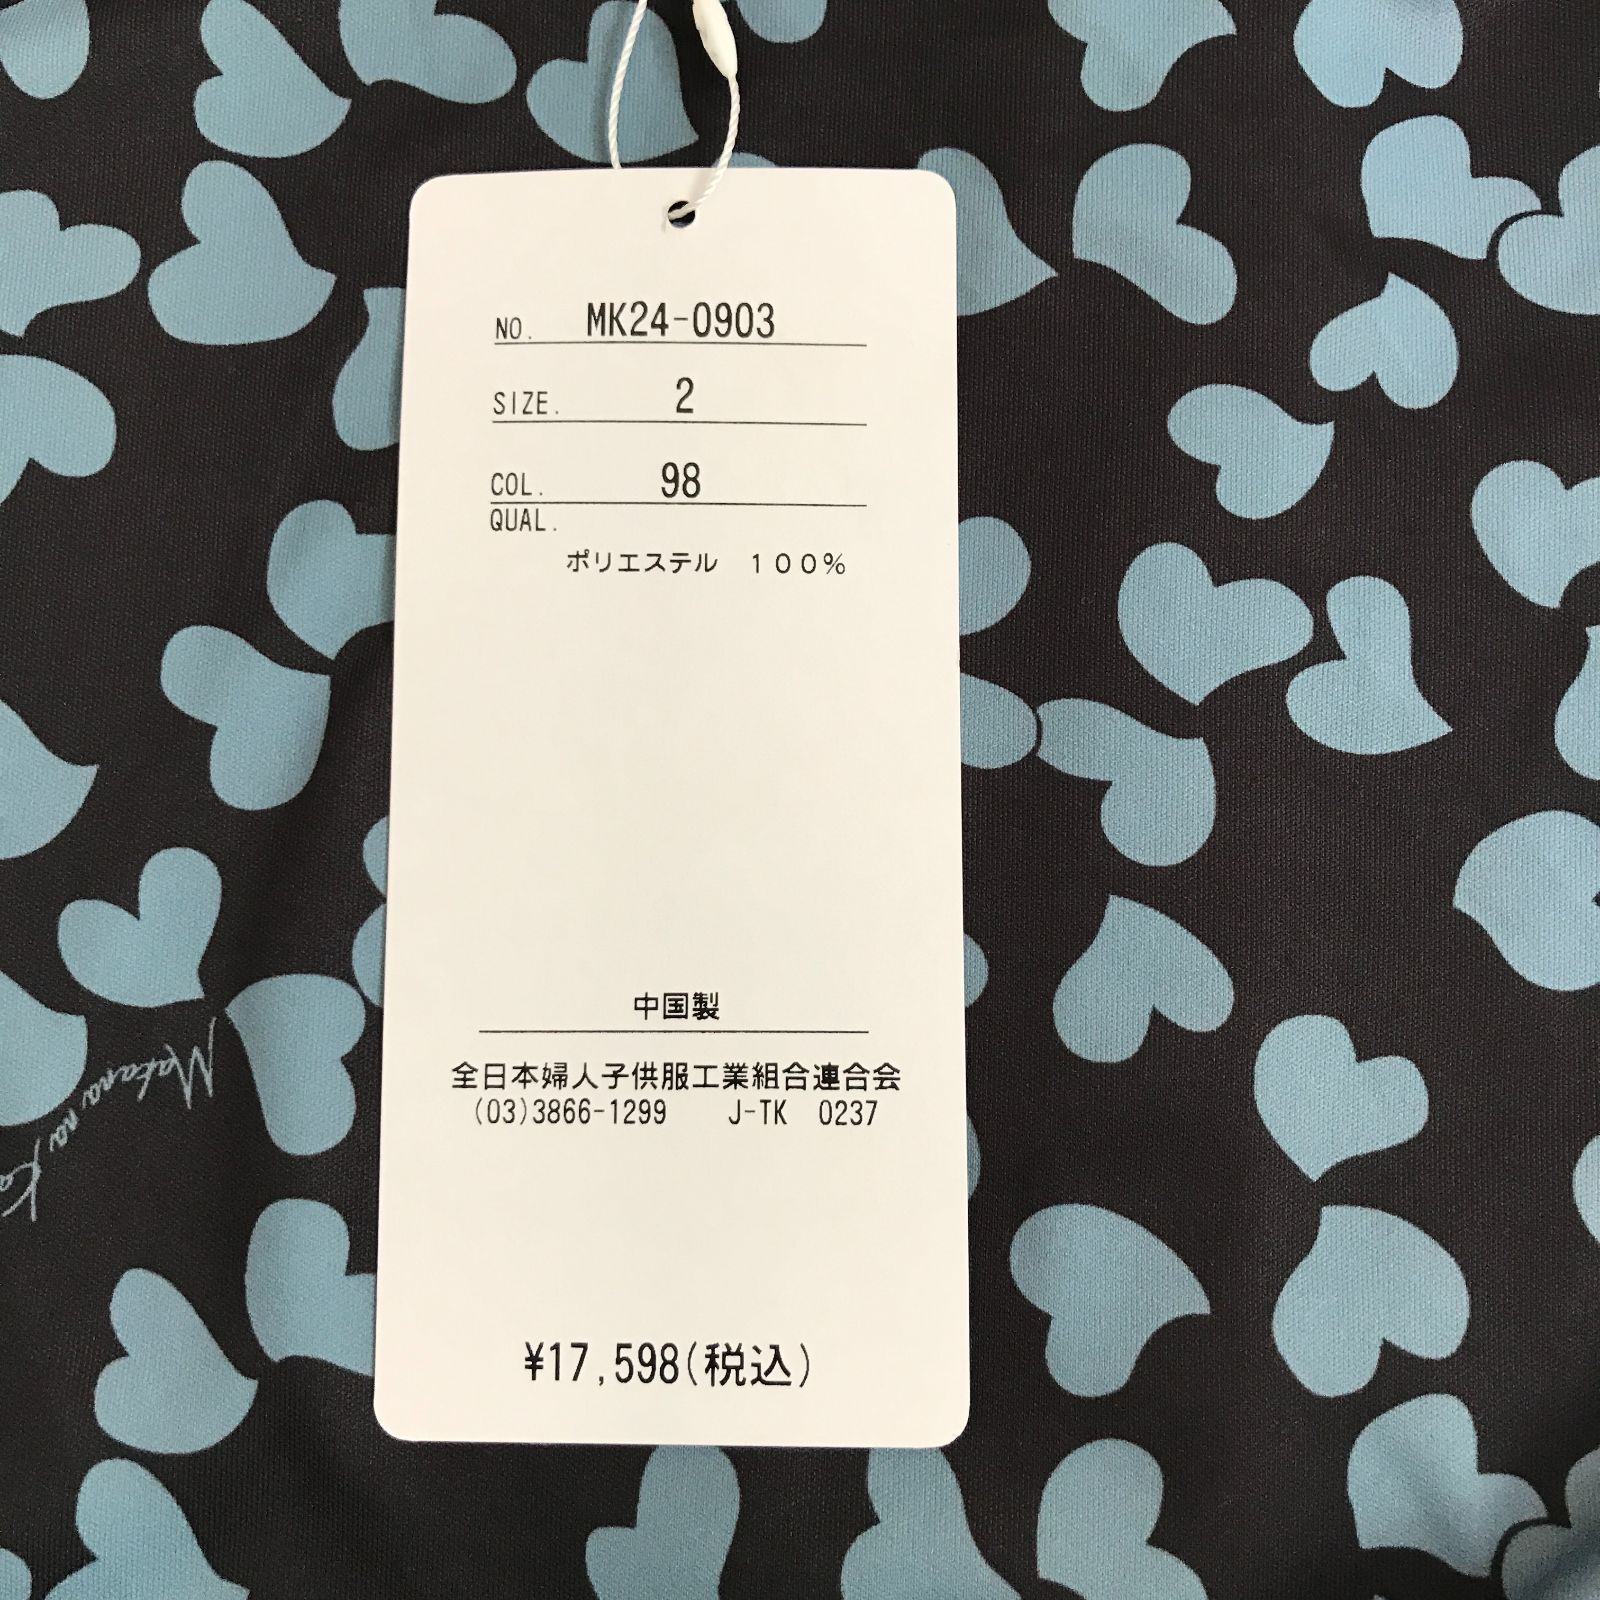 NO. MK24-0903
SIZE. 2
COL. 98
QUAL.
ポリエステル 100%
中国製
全日本婦人子供服工業組合連合会
(03)3866-1299 J-TK 0237
¥17,598(税込)